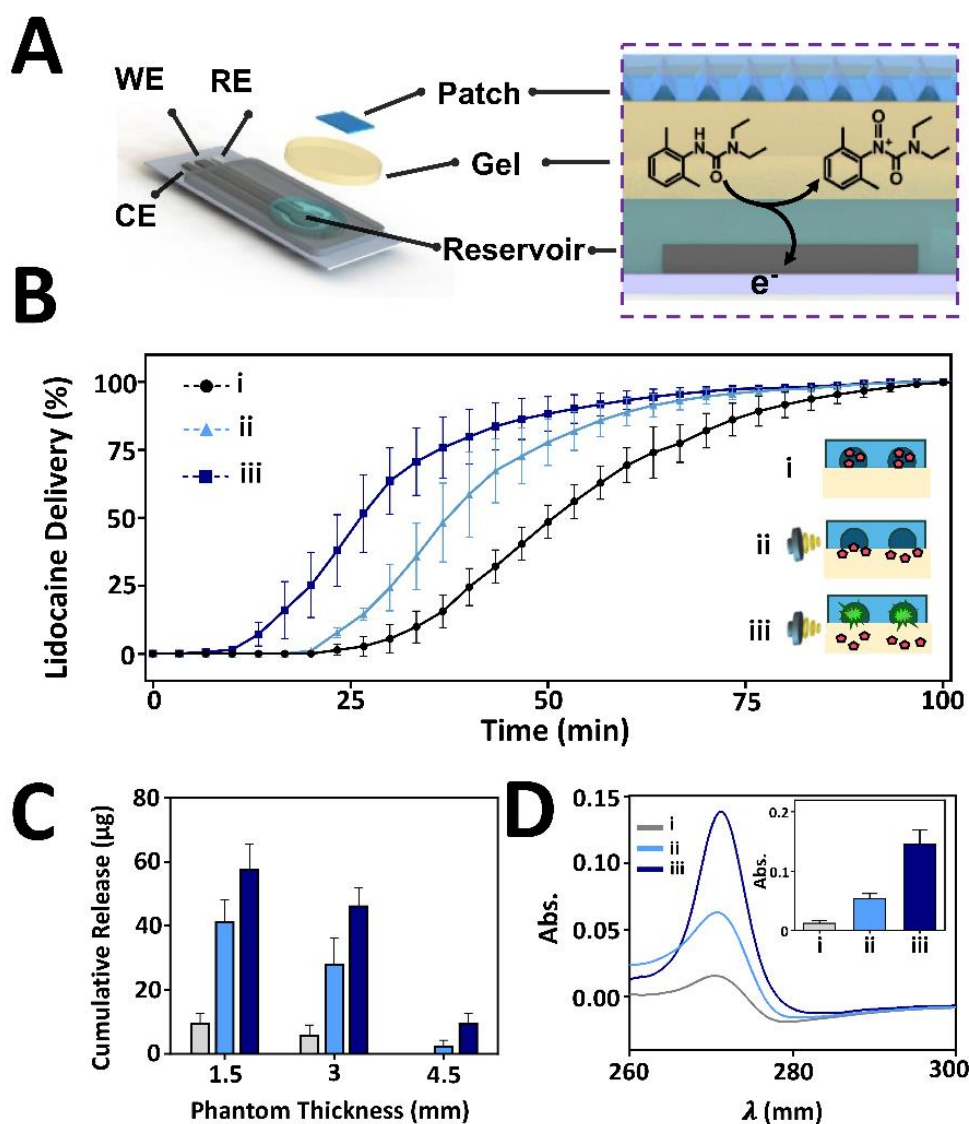 A
WE
RE
CE
Patch
Gel
Reservoir
H
N
N
O
O
N+
N
O
e-
B
Lidocaine Delivery (%)
100
75
50
25
0
i
ii
iii
i
ii
iii
0
25
50
75
100
Time (min)
C
Cumulative Release (µg)
80
60
40
20
0
1.5
3
4.5
Phantom Thickness (mm)
D
Abs.
0.15
0.10
0.05
0.00
i
ii
iii
Abs.
0.2
0.1
0
i
ii
iii
260
280
300
λ (mm)